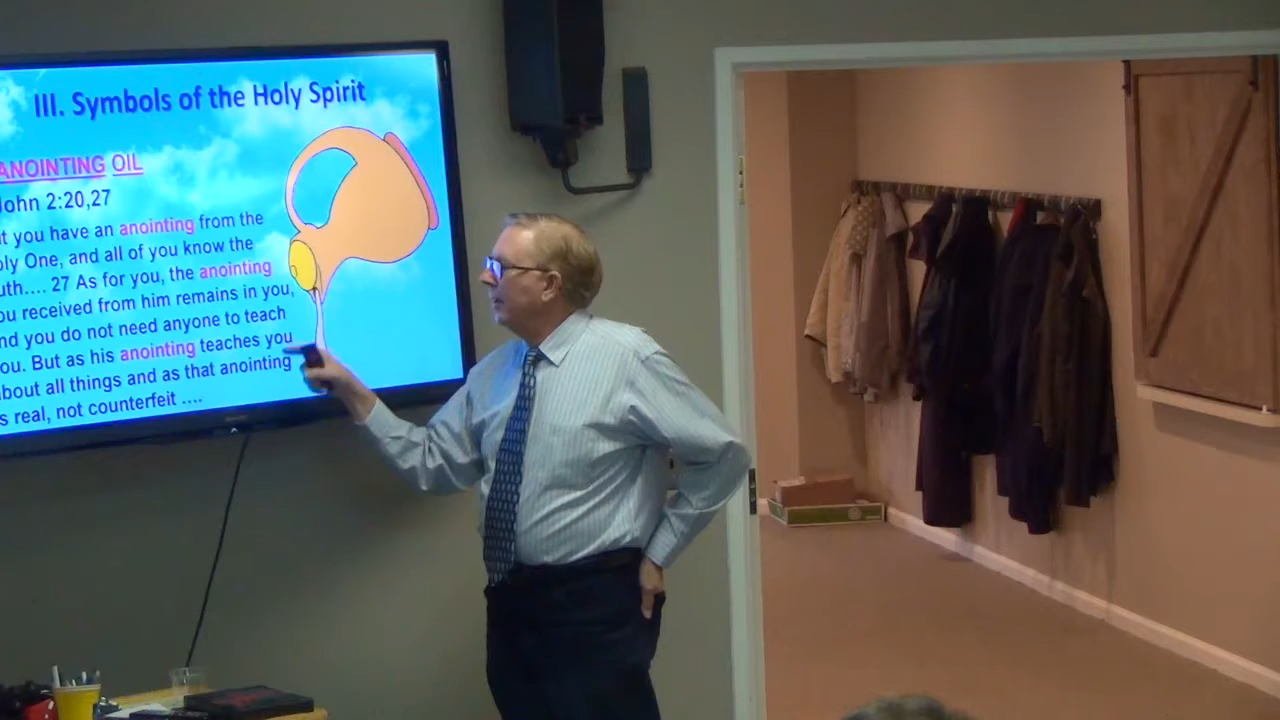 III. Symbols of the Holy Spirit
ANOINTING OIL
John 2:20,27
t you have an anointing from the
oly One, and all of you know the
uth.... 27 As for you, the anointing
ou received from him remains in you,
nd you do not need anyone to teach
ou. But as his anointing teaches you
about all things and as that anointing
s real, not counterfeit ....